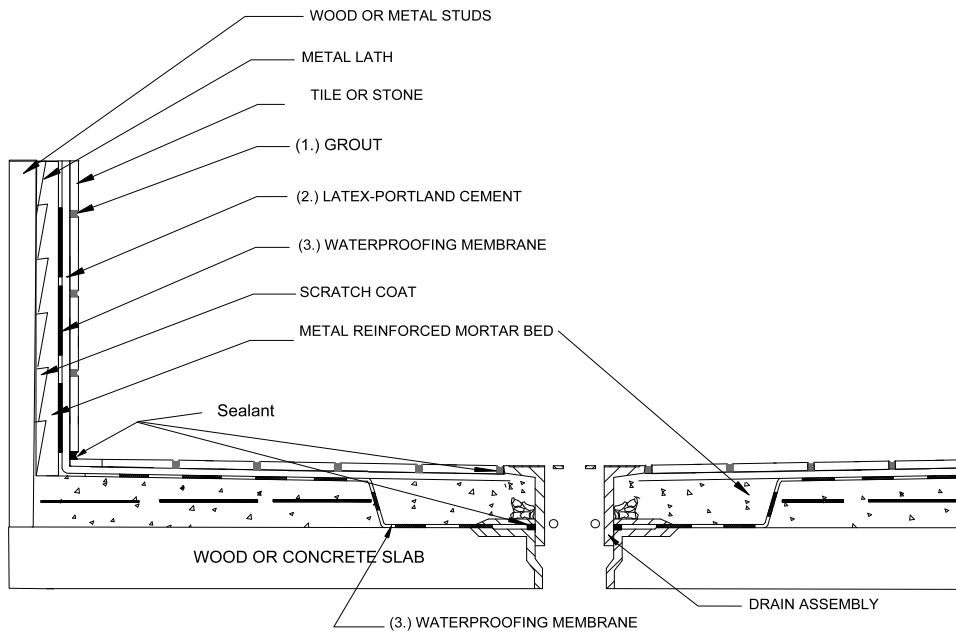 WOOD OR METAL STUDS
METAL LATH
TILE OR STONE
(1.) GROUT
(2.) LATEX-PORTLAND CEMENT
(3.) WATERPROOFING MEMBRANE
SCRATCH COAT
METAL REINFORCED MORTAR BED
Sealant
WOOD OR CONCRETE SLAB
DRAIN ASSEMBLY
(3.) WATERPROOFING MEMBRANE